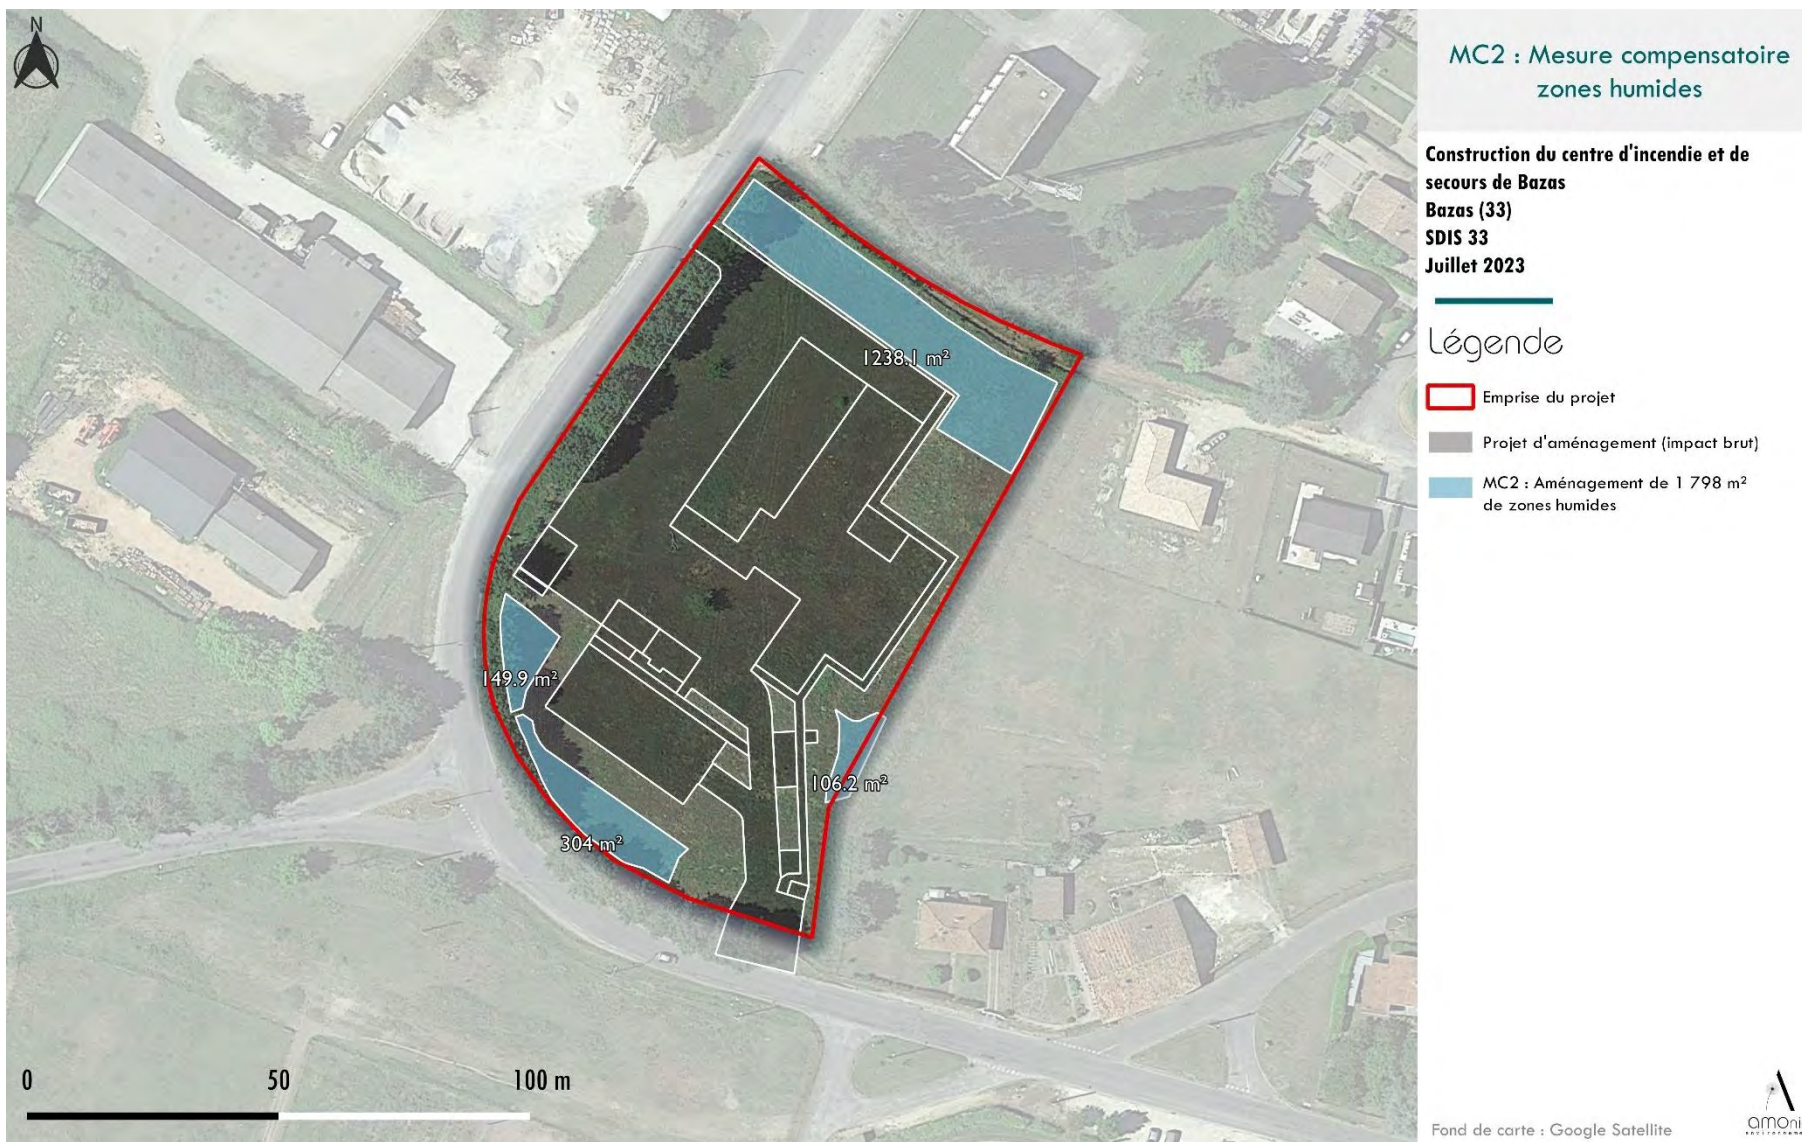 N
MC2 : Mesure compensatoire
zones humides
Construction du centre d'incendie et de
secours de Bazas
Bazas (33)
SDIS 33
Juillet 2023
Légende
Emprise du projet
Projet d'aménagement (impact brut)
MC2 : Aménagement de 1 798 m²
de zones humides
1238.1 m²
149.9 m²
106.2 m²
304 m²
0 50 100 m
Fond de carte : Google Satellite